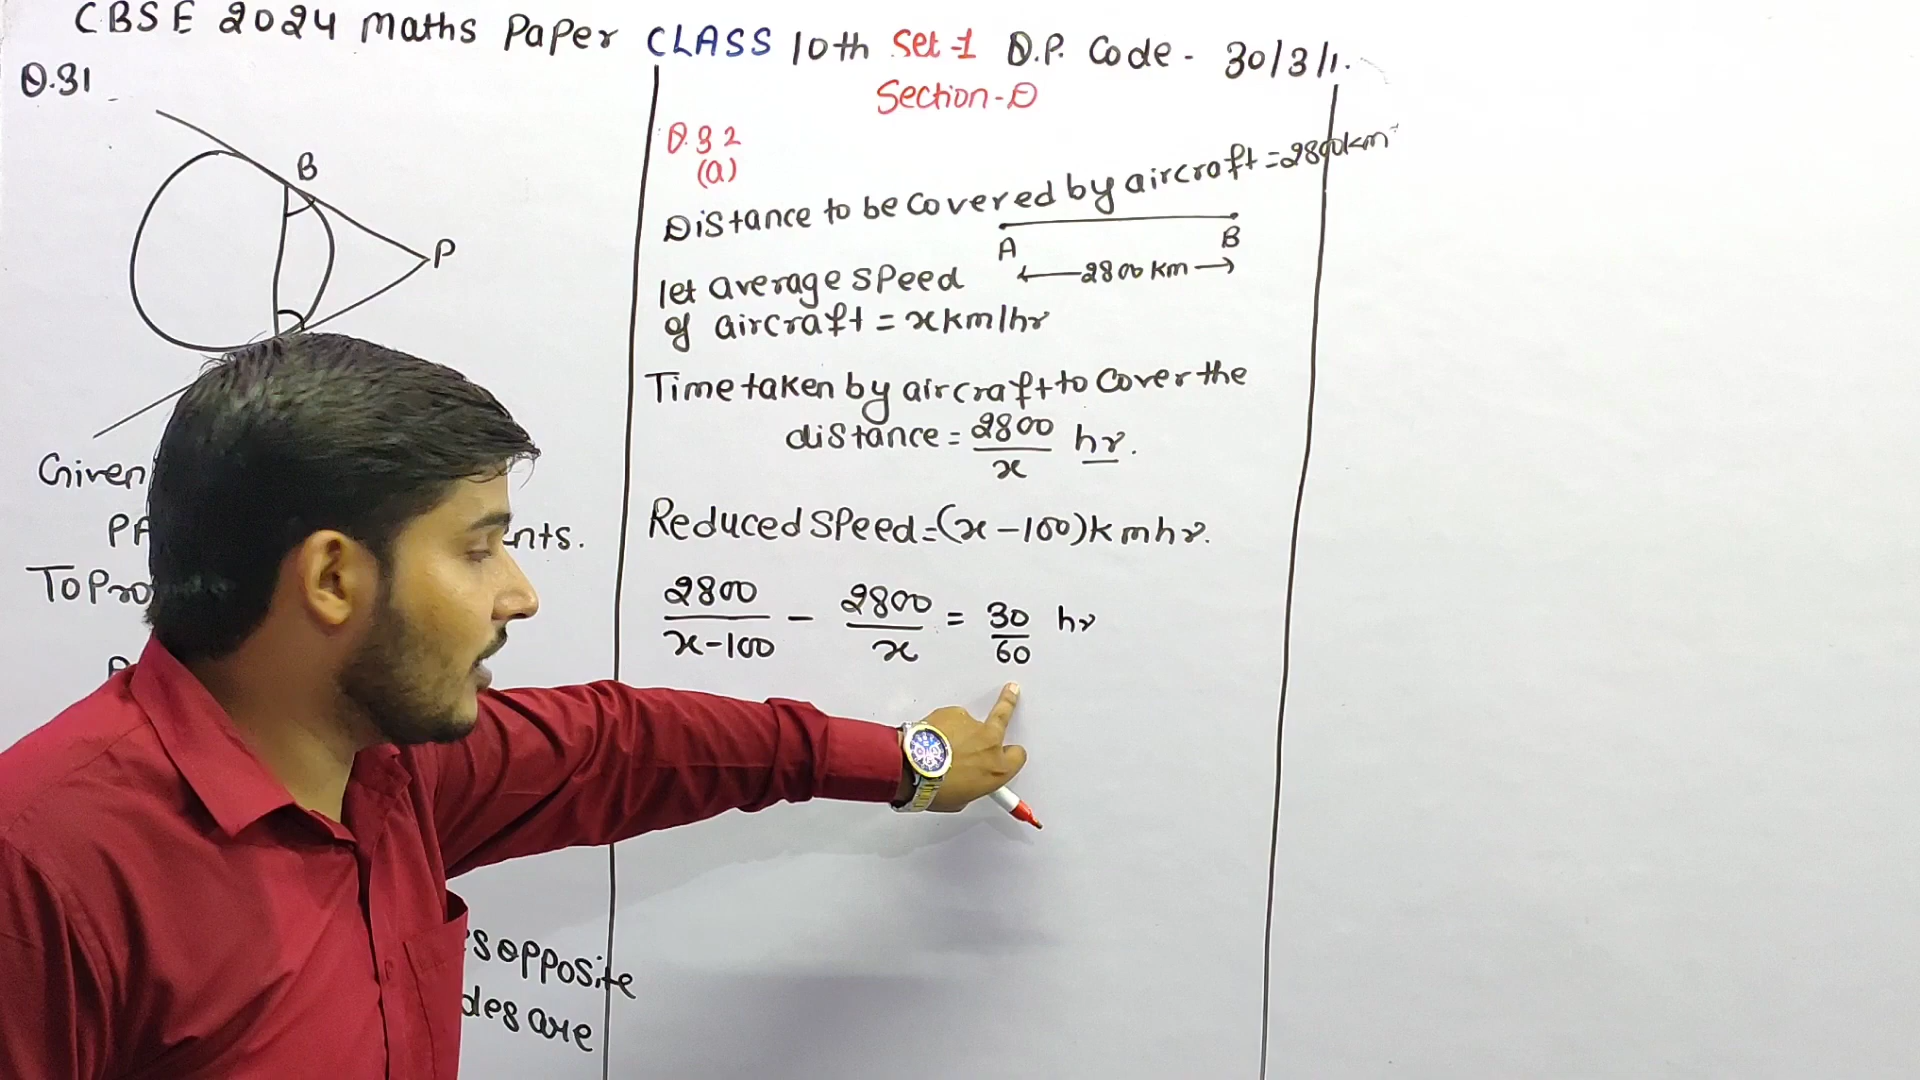 CBSE 2024 Maths Paper CLASS 10th Set-1 Q.P. Code - 30/3/1.
Section-D
Q.31
B
P
Given
PA
nts.
To Pro
s opposite
des are
Q.32
(a)
Distance to be covered by aircraft = 2800km
A B
2800 km
let average speed
of aircraft = x km/hr
Time taken by aircraft to cover the
distance = 2800/x hr.
Reduced speed = (x - 100) km hr.
2800/x-100 - 2800/x = 30/60 hr